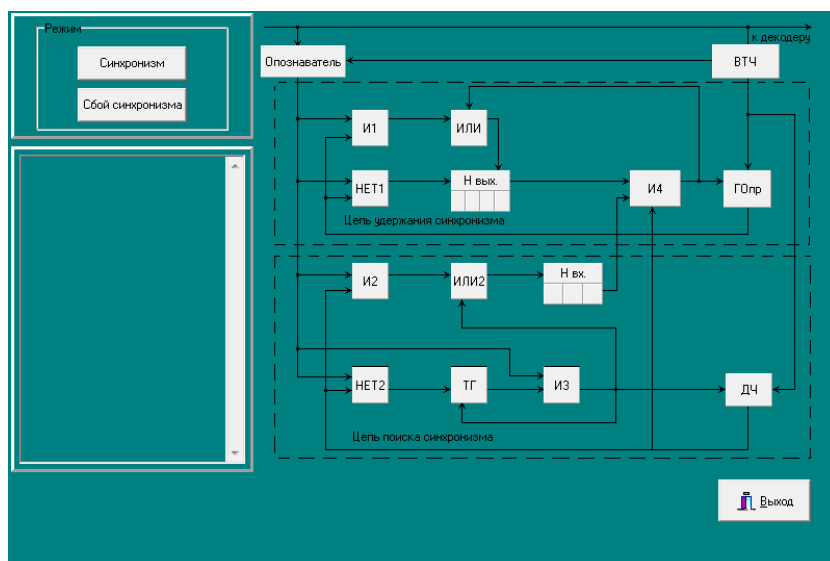 Режим
Синхронизм
Сбой синхронизма
к декодеру
Опознаватель
ВТЧ
И1
ИЛИ
НЕТ1
Н вых.
И4
ГОпр
Цепь удержания синхронизма
И2
ИЛИ2
Н вх.
НЕТ2
ТГ
И3
ДЧ
Цепь поиска синхронизма
Выход